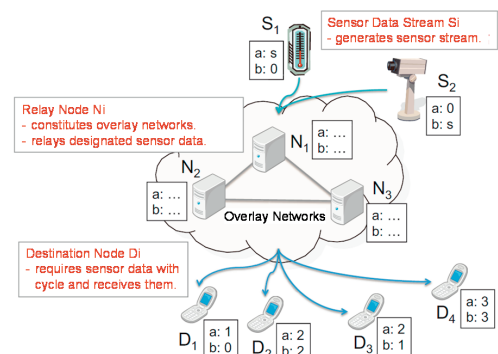 S1
a: s
b: 0
Sensor Data Stream Si
- generates sensor stream.
S2
a: 0
b: s
Relay Node Ni
- constitutes overlay networks.
- relays designated sensor data.
N1
a: ...
b: ...
N2
a: ...
b: ...
N3
a: ...
b: ...
Overlay Networks
Destination Node Di
- requires sensor data with
cycle and receives them.
D1
a: 1
b: 0
D2
a: 2
b: 2
D3
a: 2
b: 1
D4
a: 3
b: 3